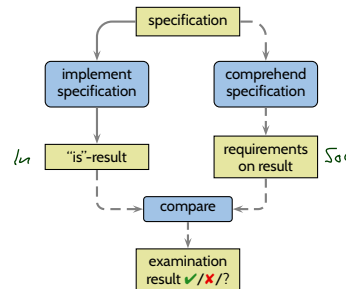 specification
implement
specification
comprehend
specification
"is"-result
requirements
on result
compare
examination
result ✔/✘/?